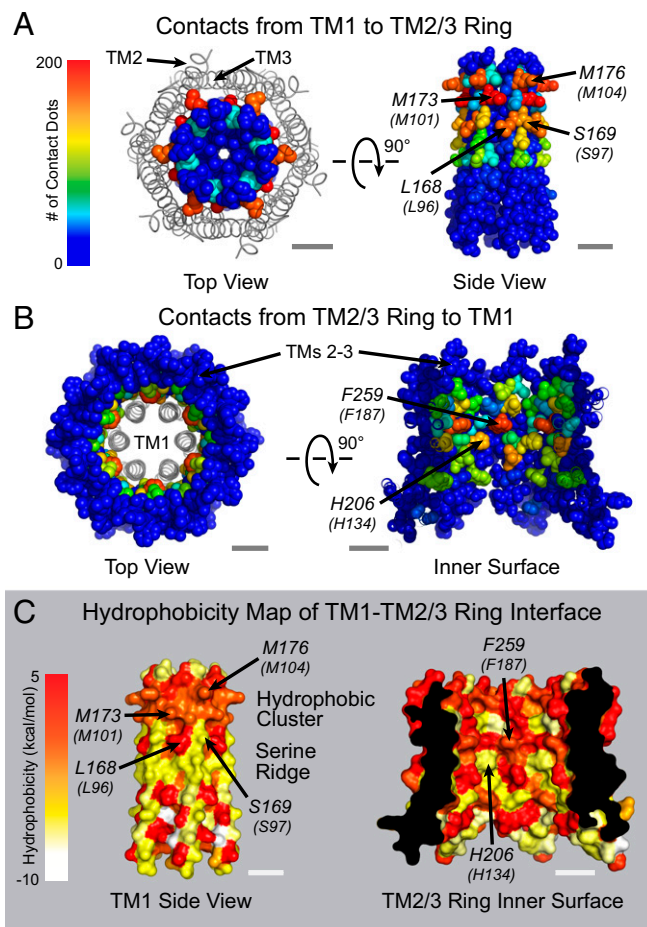 A
Contacts from TM1 to TM2/3 Ring
200
# of Contact Dots
0
TM2
TM3
90°
M176
(M104)
M173
(M101)
S169
(S97)
L168
(L96)
Top View
Side View
B
Contacts from TM2/3 Ring to TM1
TMs 2-3
TM1
90°
F259
(F187)
H206
(H134)
Top View
Inner Surface
C
Hydrophobicity Map of TM1-TM2/3 Ring Interface
5
Hydrophobicity (kcal/mol)
-10
M176
(M104)
M173
(M101)
Hydrophobic
Cluster
L168
(L96)
Serine
Ridge
S169
(S97)
F259
(F187)
H206
(H134)
TM1 Side View
TM2/3 Ring Inner Surface